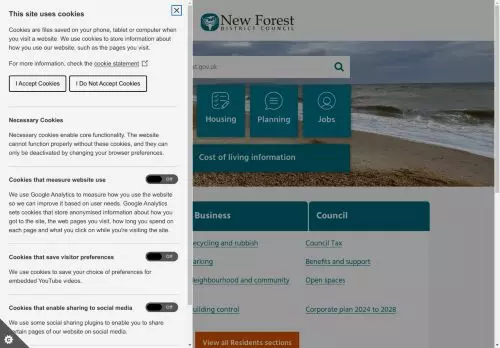 This site uses cookies
Cookies are files saved on your phone, tablet or computer when
you visit a website. We use cookies to store information about
how you use our website, such as the pages you visit.
For more information, check the cookie statement
I Accept Cookies
I Do Not Accept Cookies
Necessary Cookies
Necessary cookies enable core functionality. The website
cannot function properly without these cookies, and they can
only be deactivated by changing your browser preferences.
Cookies that measure website use
Off
We use Google Analytics to measure how you use the website
so we can improve it based on user needs. Google Analytics
sets cookies that store anonymised information about how you
got to the site, the web pages you visit, how long you spend on
each page and what you click on while you're visiting the site.
Cookies that save visitor preferences
Off
We use cookies to save your choice of preferences for
embedded YouTube videos.
Cookies that enable sharing to social media
Off
We use some social sharing plugins to enable you to share
certain pages of our website on social media.
New Forest
DISTRICT COUNCIL
st.gov.uk
Housing
Planning
Jobs
Cost of living information
Business
Council
ecycling and rubbish
Council Tax
arking
Benefits and support
eighbourhood and community
Open spaces
uilding control
Corporate plan 2024 to 2028
View all Residents sections